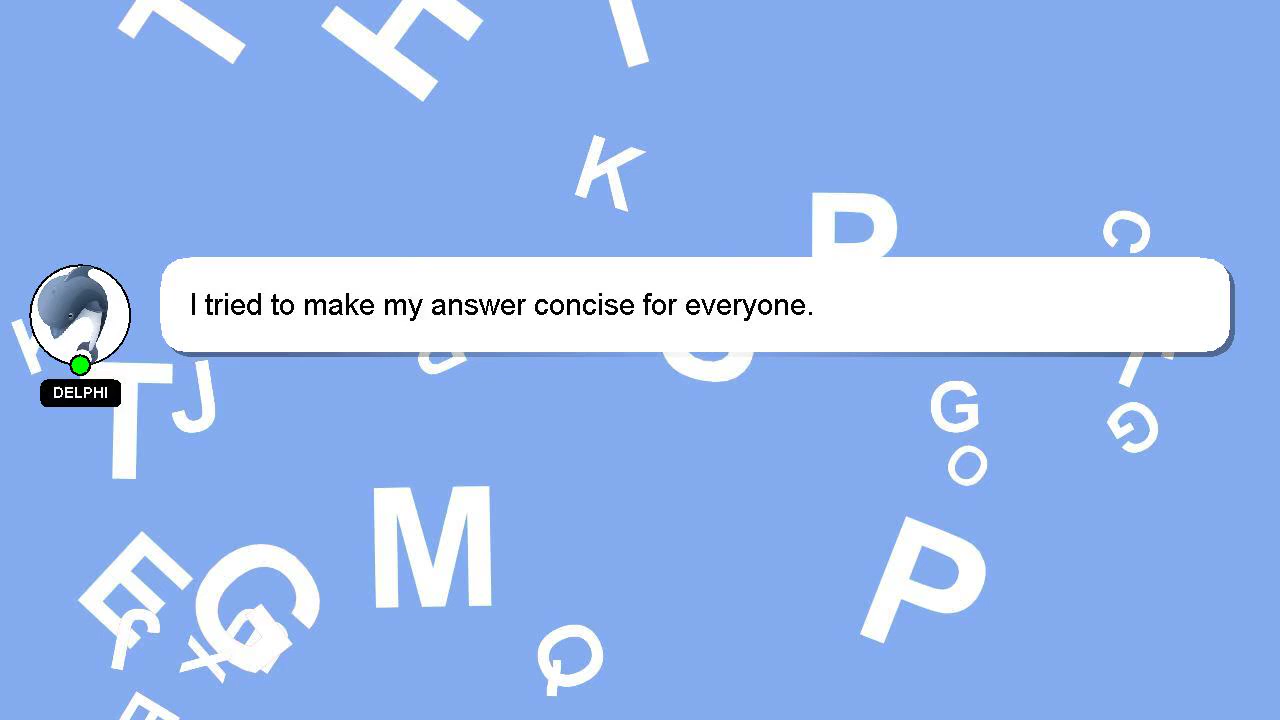 I tried to make my answer concise for everyone.
DELPHI
T
H
I
K
P
C
K
T
J
G
G
O
M
E
G
P
J
X
Q
E